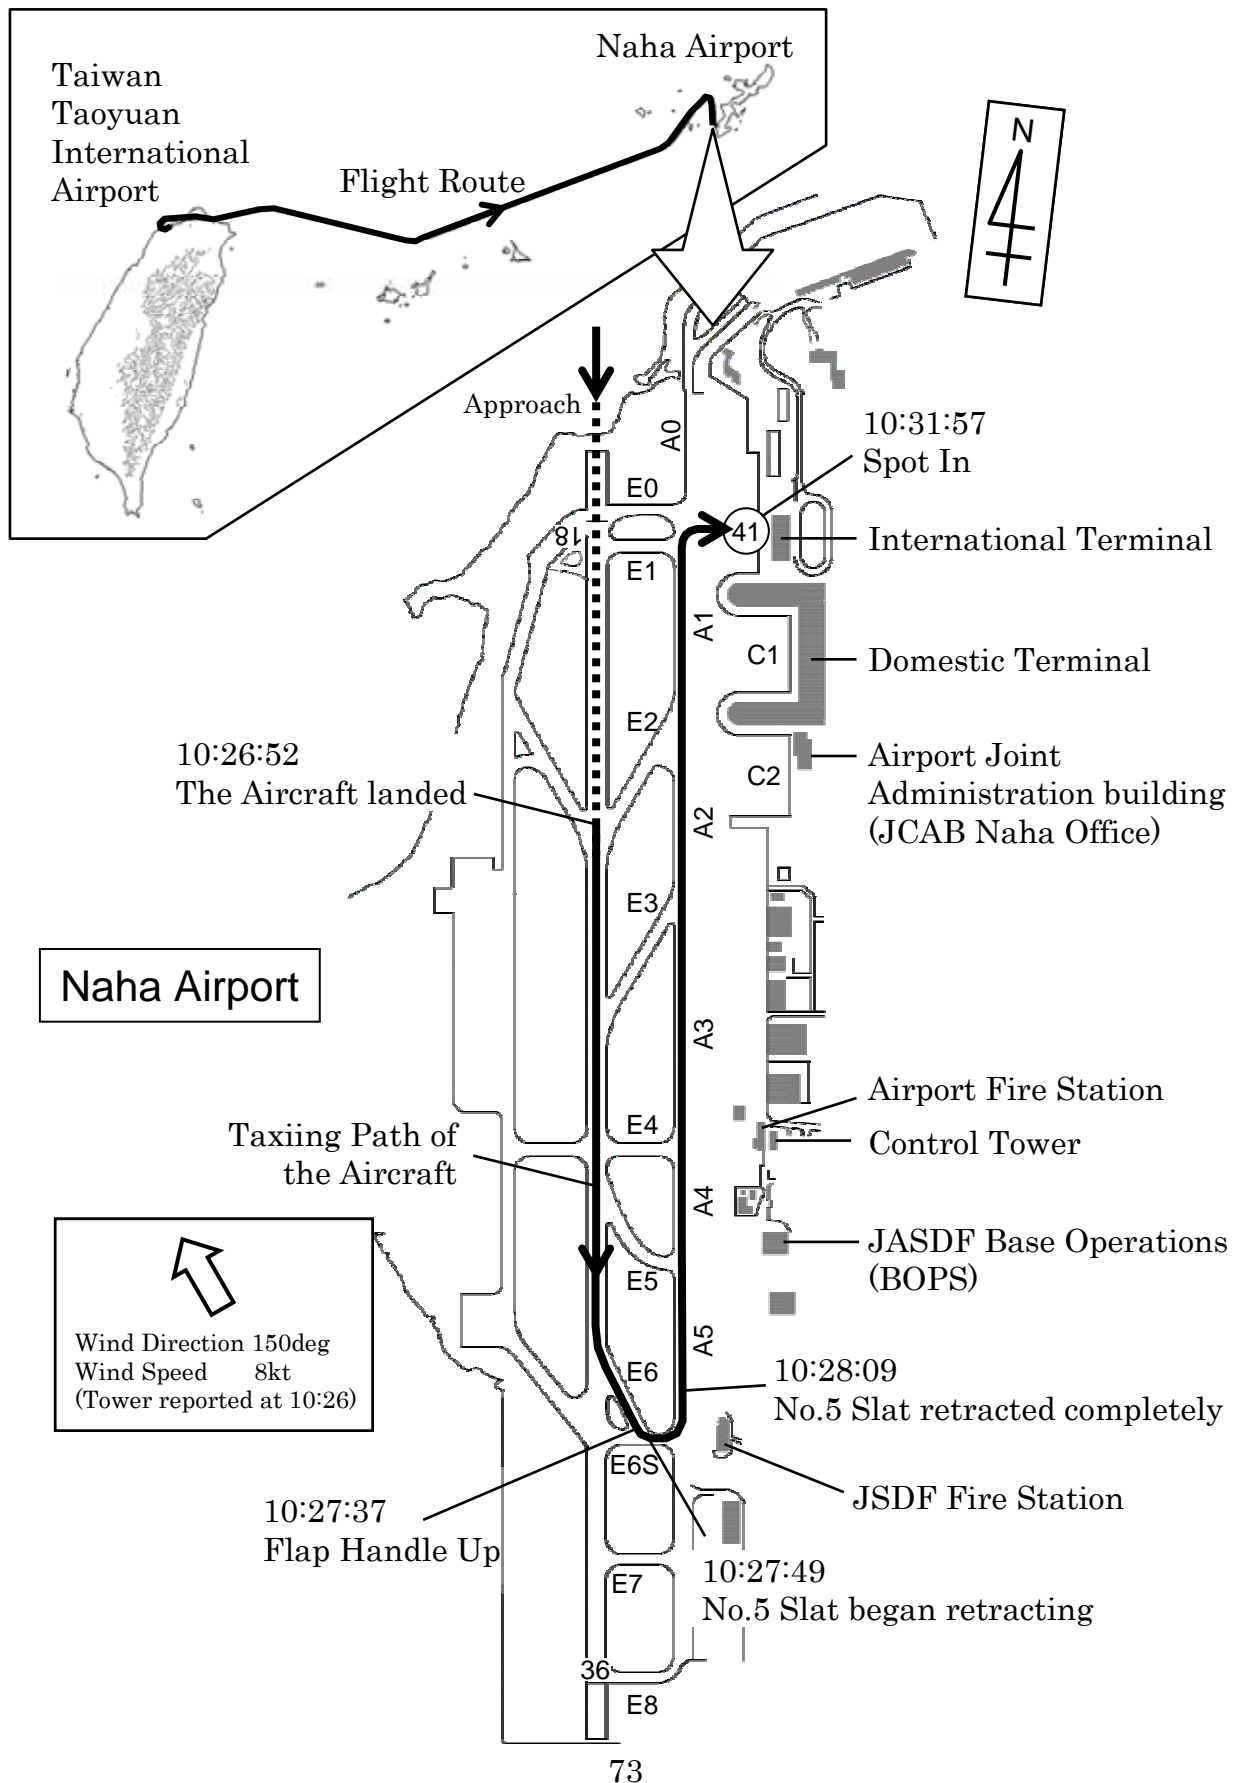 Naha Airport
Taiwan
Taoyuan
International
Airport
Flight Route
N
Approach
A0
10:31:57
Spot In
E0
18
41
International Terminal
E1
A1
C1
Domestic Terminal
E2
10:26:52
The Aircraft landed
C2
Airport Joint
Administration building
(JCAB Naha Office)
A2
E3
Naha Airport
A3
Airport Fire Station
E4
Control Tower
Taxiing Path of
the Aircraft
A4
JASDF Base Operations
(BOPS)
E5
Wind Direction 150deg
Wind Speed 8kt
(Tower reported at 10:26)
A5
E6
10:28:09
No.5 Slat retracted completely
E6S
JSDF Fire Station
10:27:37
Flap Handle Up
10:27:49
No.5 Slat began retracting
E7
36
E8
73